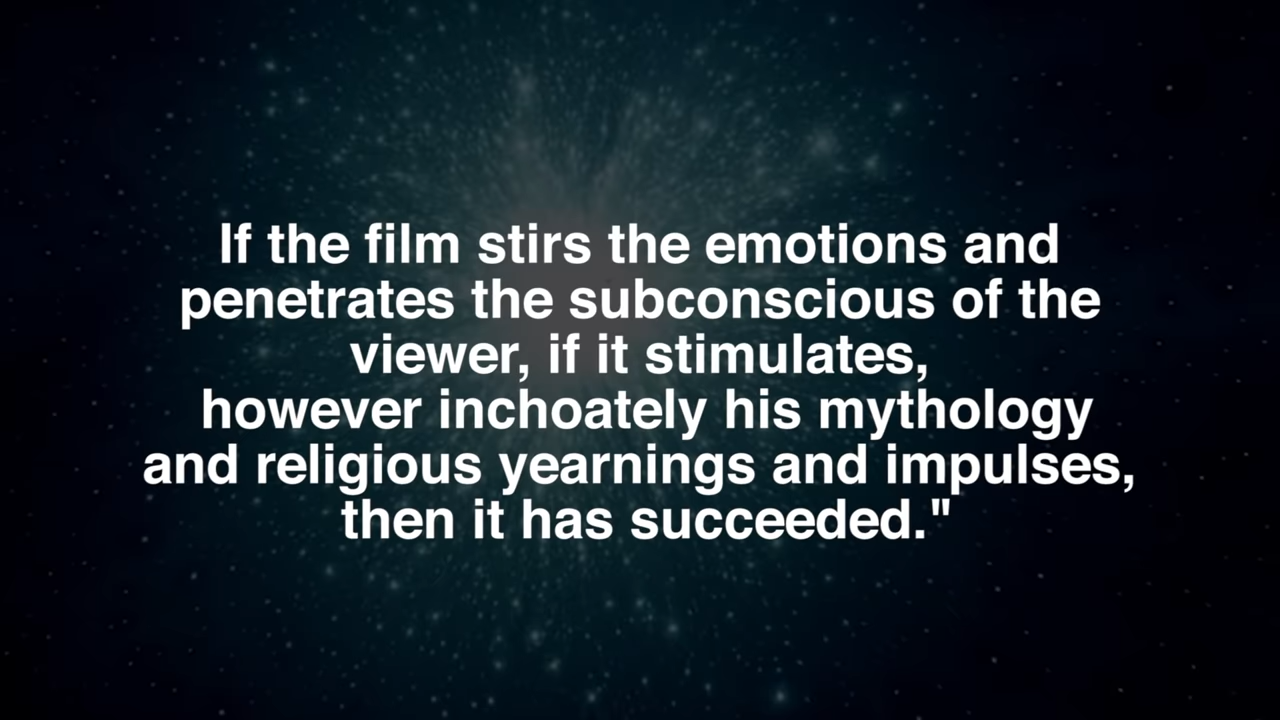 If the film stirs the emotions and
penetrates the subconscious of the
viewer, if it stimulates,
however inchoately his mythology
and religious yearnings and impulses,
then it has succeeded."